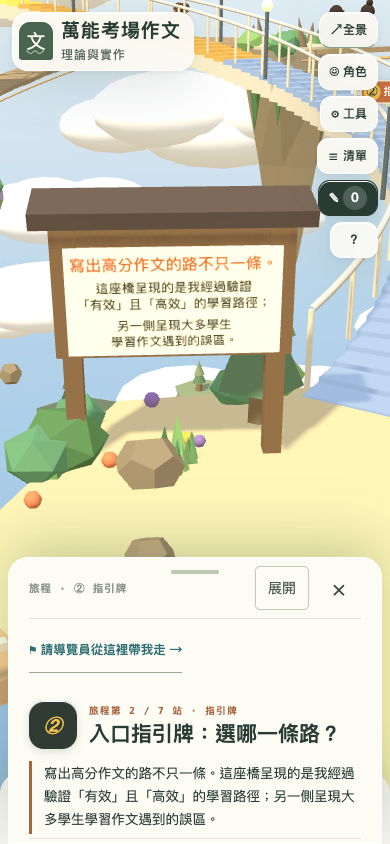 文
萬能考場作文
理論與實作
↗全景
☺ 角色
⚙ 工具
≡ 清單
✎ 0
?
② 指
寫出高分作文的路不只一條。
這座橋呈現的是我經過驗證
「有效」且「高效」的學習路徑；
另一側呈現大多學生
學習作文遇到的誤區。
旅程 · ② 指引牌
展開
✕
⚑ 請導覽員從這裡帶我走 →
②
旅程第 2 / 7 站 · 指引牌
入口指引牌：選哪一條路？
寫出高分作文的路不只一條。這座橋呈現的是我經過
驗證「有效」且「高效」的學習路徑；另一側呈現大
多學生學習作文遇到的誤區。